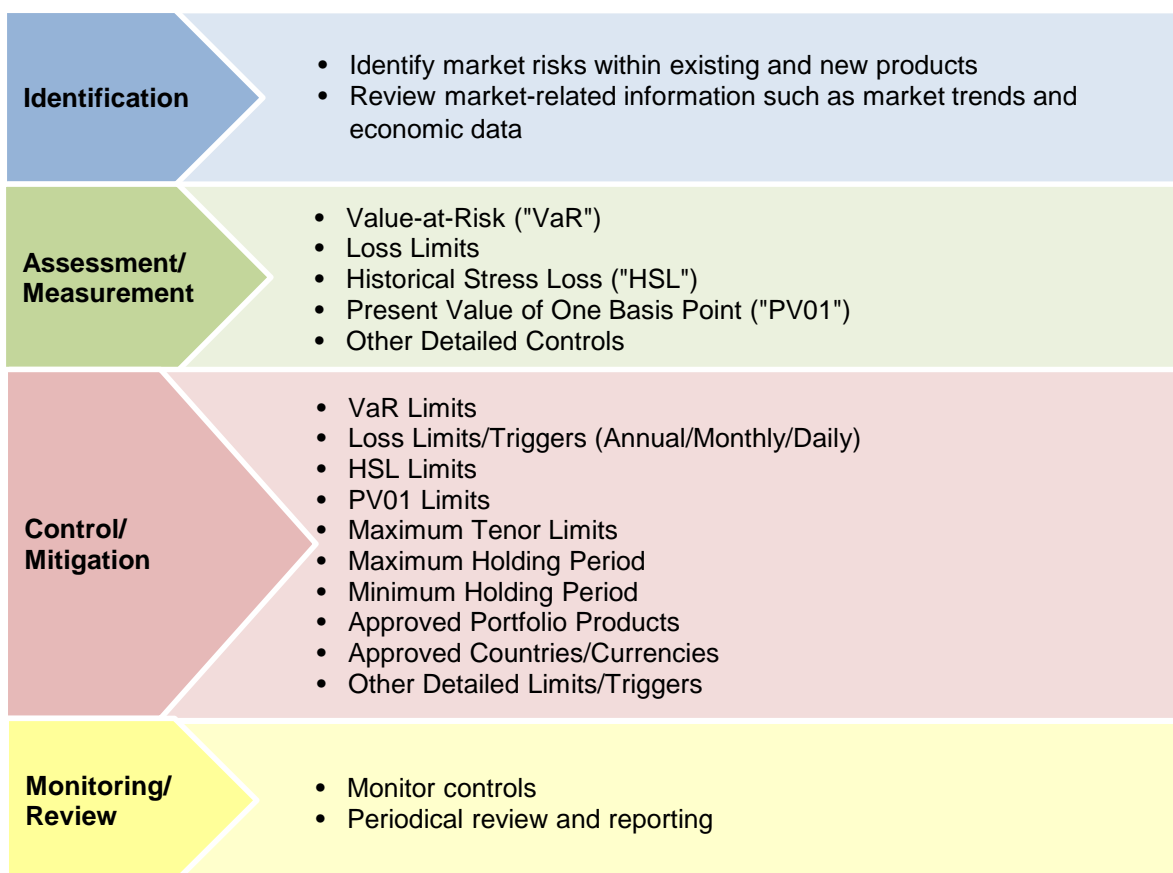 Identification
• Identify market risks within existing and new products
• Review market-related information such as market trends and
economic data
Assessment/
Measurement
• Value-at-Risk ("VaR")
• Loss Limits
• Historical Stress Loss ("HSL")
• Present Value of One Basis Point ("PV01")
• Other Detailed Controls
Control/
Mitigation
• VaR Limits
• Loss Limits/Triggers (Annual/Monthly/Daily)
• HSL Limits
• PV01 Limits
• Maximum Tenor Limits
• Maximum Holding Period
• Minimum Holding Period
• Approved Portfolio Products
• Approved Countries/Currencies
• Other Detailed Limits/Triggers
Monitoring/
Review
• Monitor controls
• Periodical review and reporting